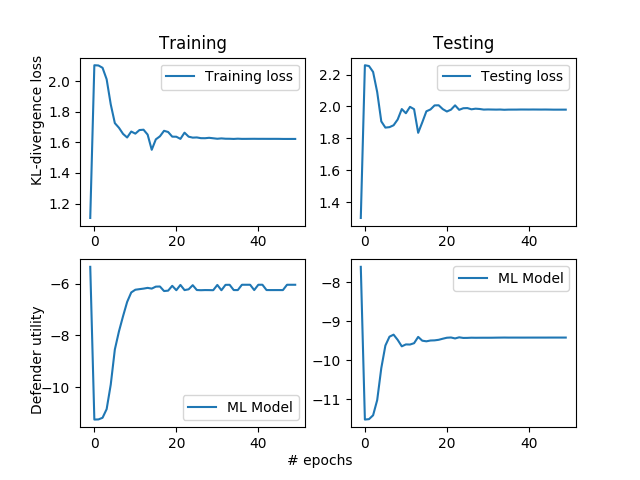 Training
Testing
KL-divergence loss
Training loss
Testing loss
2.0
1.8
1.6
1.4
1.2
2.2
2.0
1.8
1.6
1.4
0 20 40
0 20 40
Defender utility
−6
−8
−10
ML Model
−8
−9
−10
−11
ML Model
0 20 40
0 20 40
# epochs